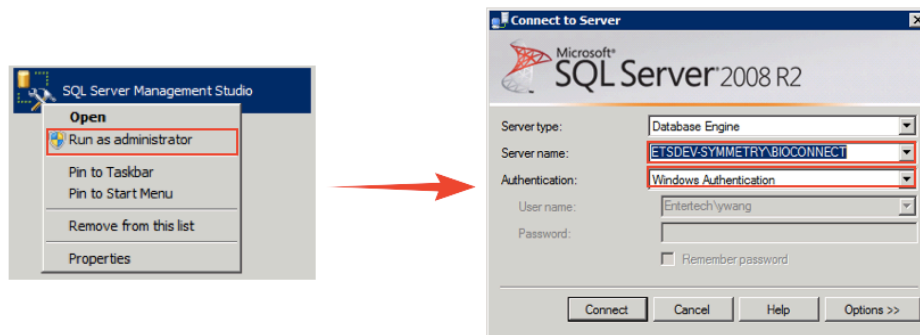 SQL Server Management Studio
Open
Run as administrator
Pin to Taskbar
Pin to Start Menu
Remove from this list
Properties
Connect to Server
Microsoft®
SQL Server® 2008 R2
Server type: Database Engine
Server name: ETSDEV-SYMMETRY\BIOCONNECT
Authentication: Windows Authentication
User name: Entertech\ywang
Password:
Remember password
Connect Cancel Help Options >>